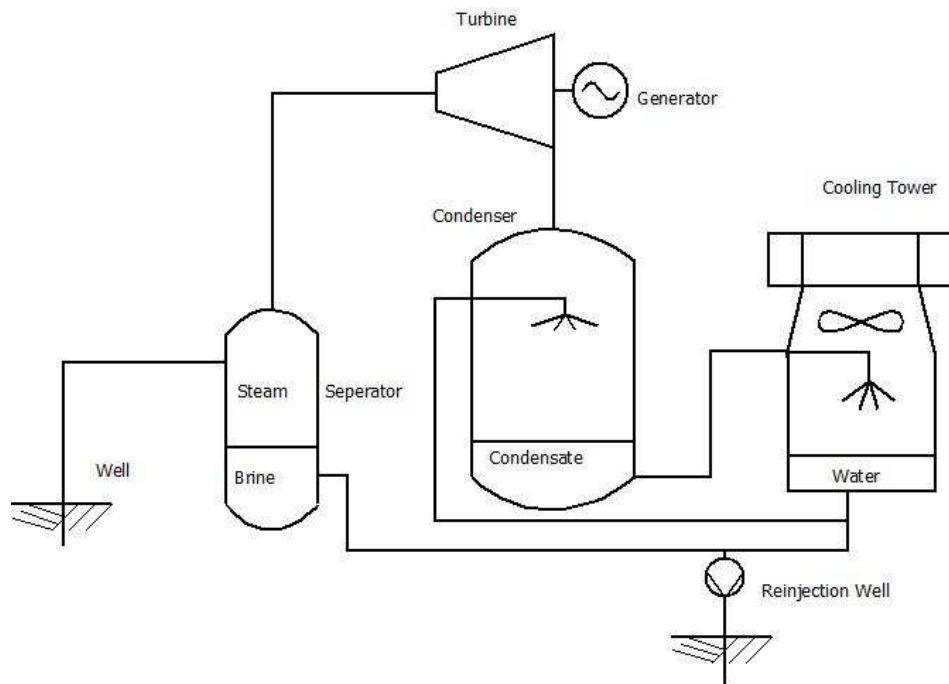 Turbine
Generator
Cooling Tower
Condenser
Steam
Seperator
Well
Brine
Condensate
Water
Reinjection Well